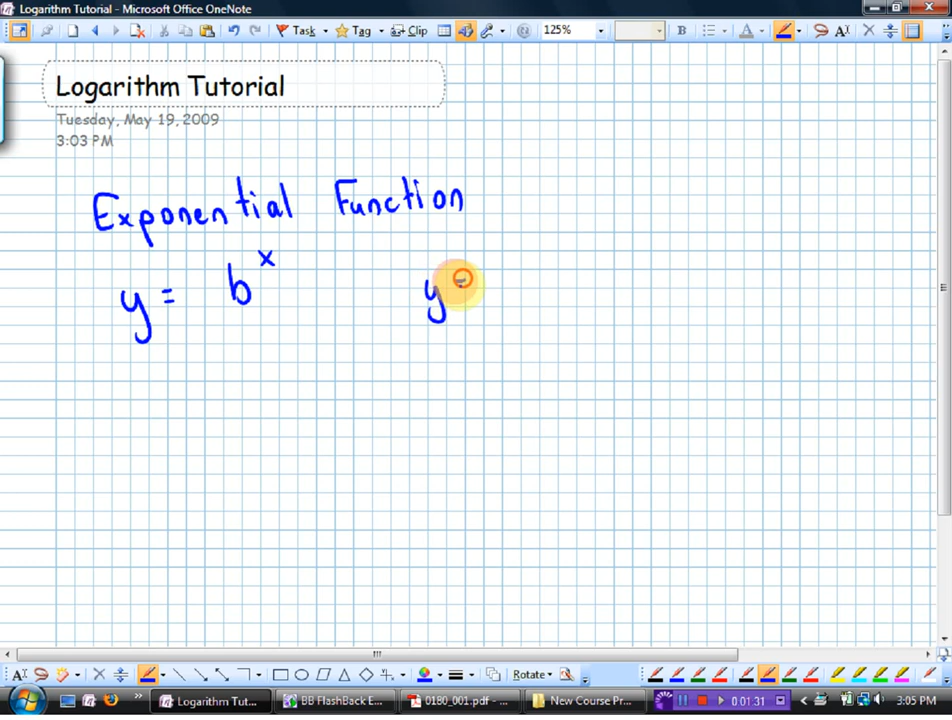 Logarithm Tutorial - Microsoft Office OneNote
Task Tag Clip 125% B A
Logarithm Tutorial
Tuesday, May 19, 2009
3:03 PM
Exponential Function
y = b^x y =
Rotate
Logarithm Tut... BB FlashBack E... 0180_001.pdf - ... New Course Pr... 0:01:31 3:05 PM